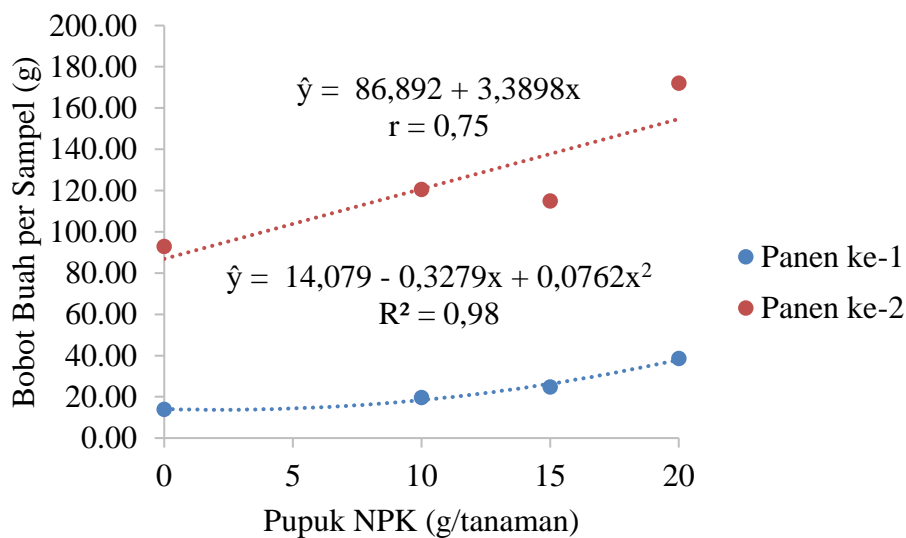 Bobot Buah per Sampel (g)
200.00
180.00
160.00
140.00
120.00
100.00
80.00
60.00
40.00
20.00
0.00
ŷ = 86,892 + 3,3898x
r = 0,75
ŷ = 14,079 - 0,3279x + 0,0762x²
R² = 0,98
Panen ke-1
Panen ke-2
0 5 10 15 20
Pupuk NPK (g/tanaman)